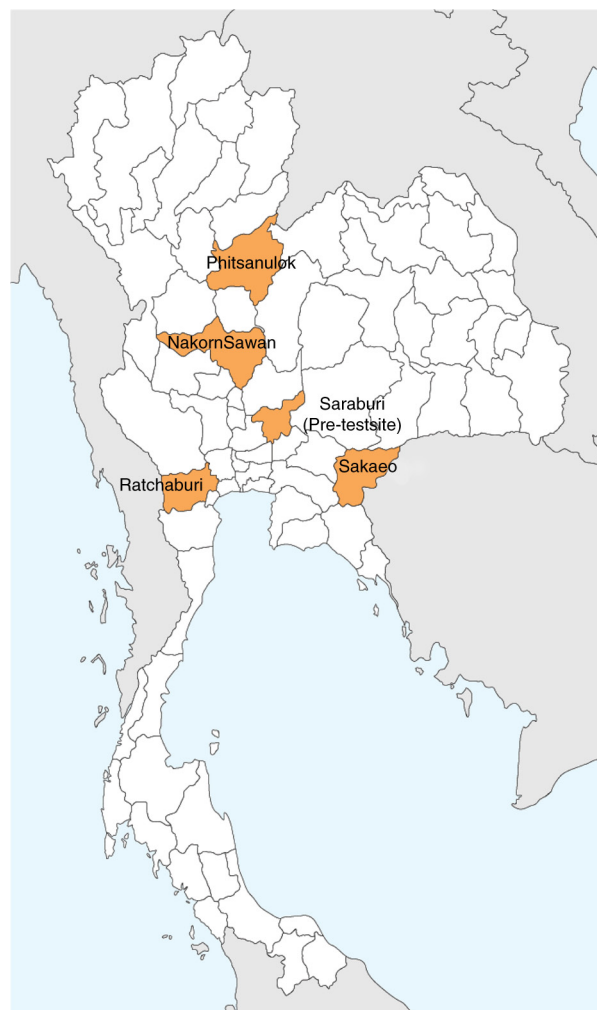 Phitsanulok
NakornSawan
Saraburi
(Pre-testsite)
Sakaeo
Ratchaburi